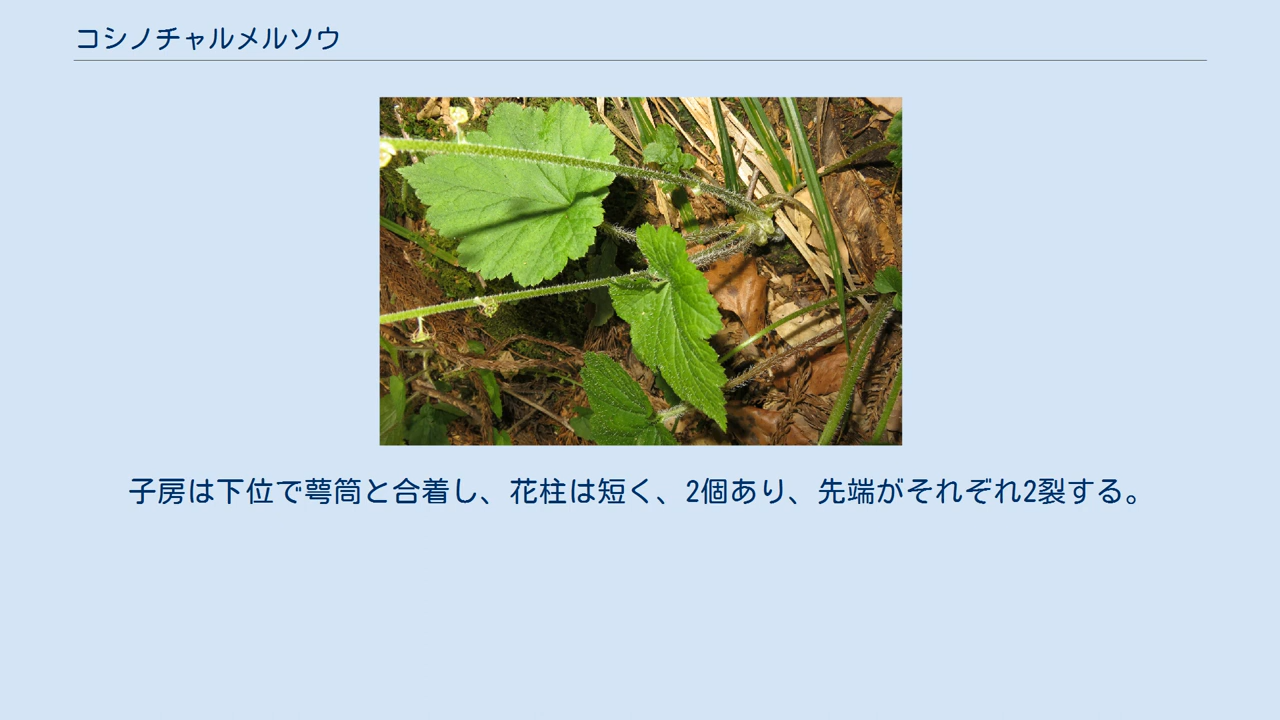 コシノチャルメルソウ
子房は下位で萼筒と合着し、花柱は短く、2個あり、先端がそれぞれ2裂する。